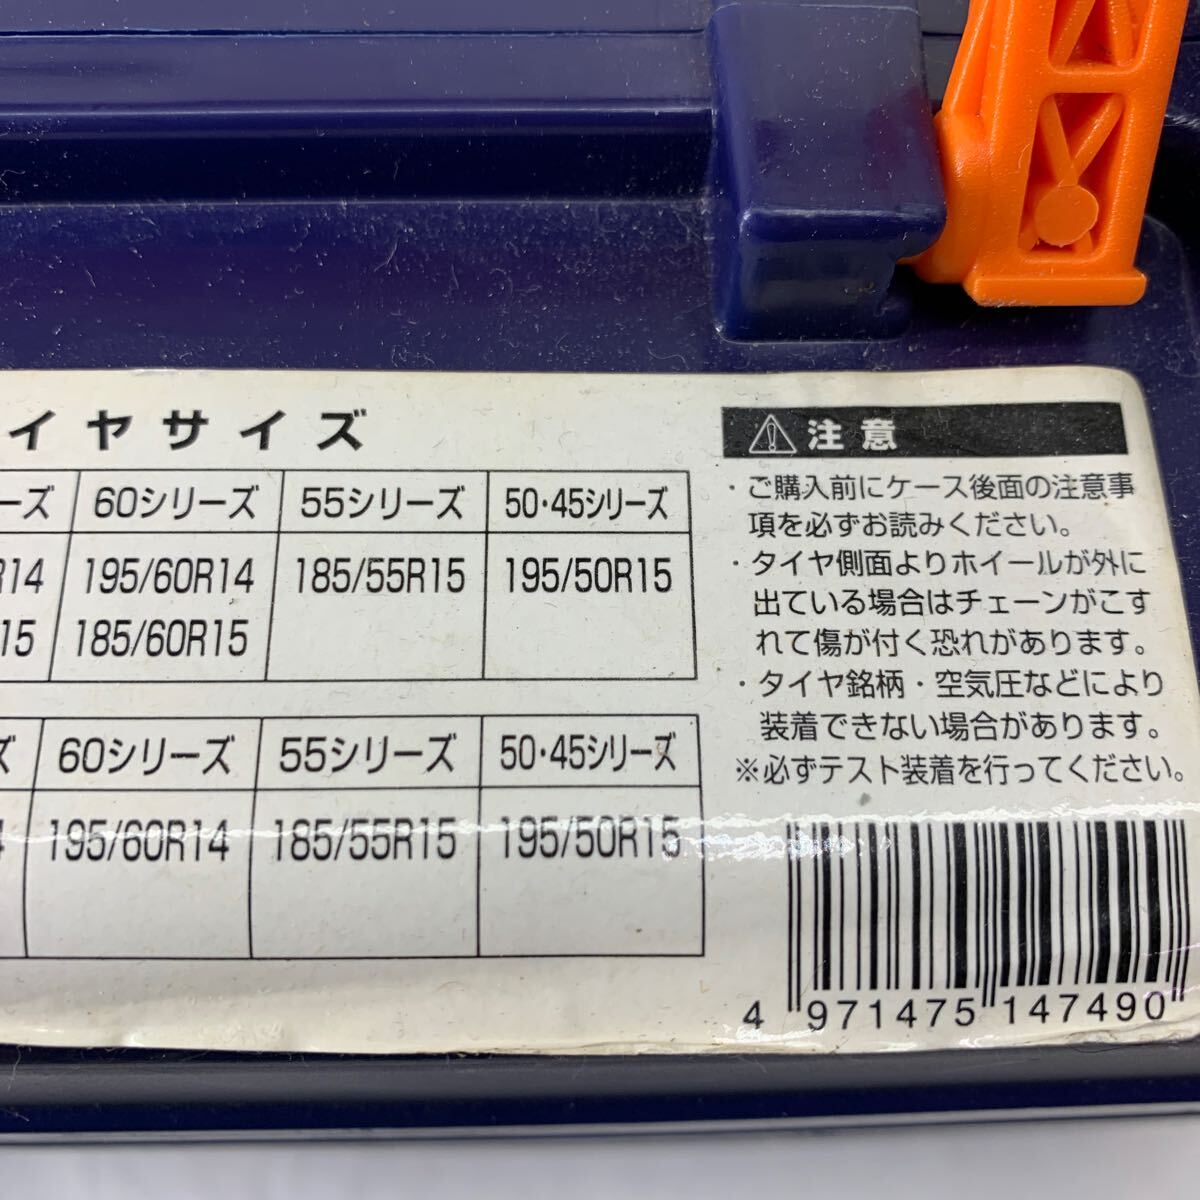 イヤサイズ
ーズ 60シリーズ 55シリーズ 50・45シリーズ
R14 195/60R14 185/55R15 195/50R15
15 185/60R15
ズ 60シリーズ 55シリーズ 50・45シリーズ
4 195/60R14 185/55R15 195/50R15
注意
・ご購入前にケース後面の注意事
項を必ずお読みください。
・タイヤ側面よりホイールが外に
出ている場合はチェーンがこす
れて傷が付く恐れがあります。
・タイヤ銘柄・空気圧などにより
装着できない場合があります。
※必ずテスト装着を行ってください。
4 971475 147490